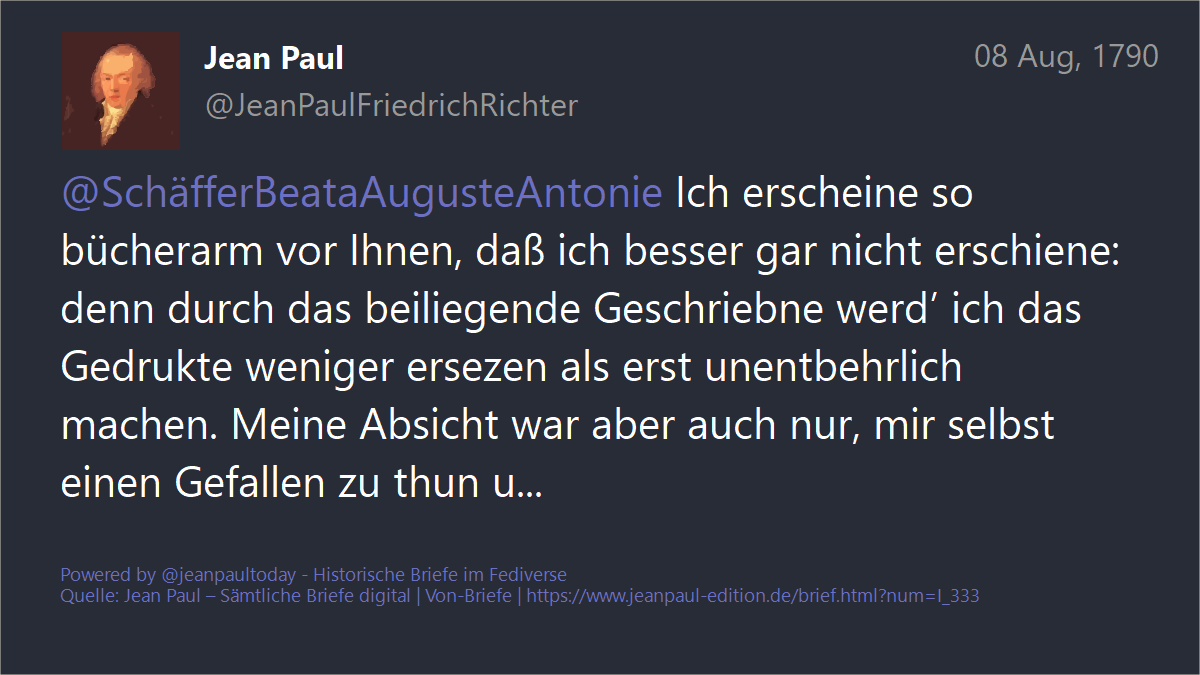 Jean Paul
08 Aug, 1790
@JeanPaulFriedrichRichter
@SchäfferBeataAugusteAntonie Ich erscheine so
bücherarm vor Ihnen, daß ich besser gar nicht erschiene:
denn durch das beiliegende Geschriebne werd’ ich das
Gedrukte weniger ersezen als erst unentbehrlich
machen. Meine Absicht war aber auch nur, mir selbst
einen Gefallen zu thun u...
Powered by @jeanpaultoday - Historische Briefe im Fediverse
Quelle: Jean Paul – Sämtliche Briefe digital | Von-Briefe | https://www.jeanpaul-edition.de/brief.html?num=I_333